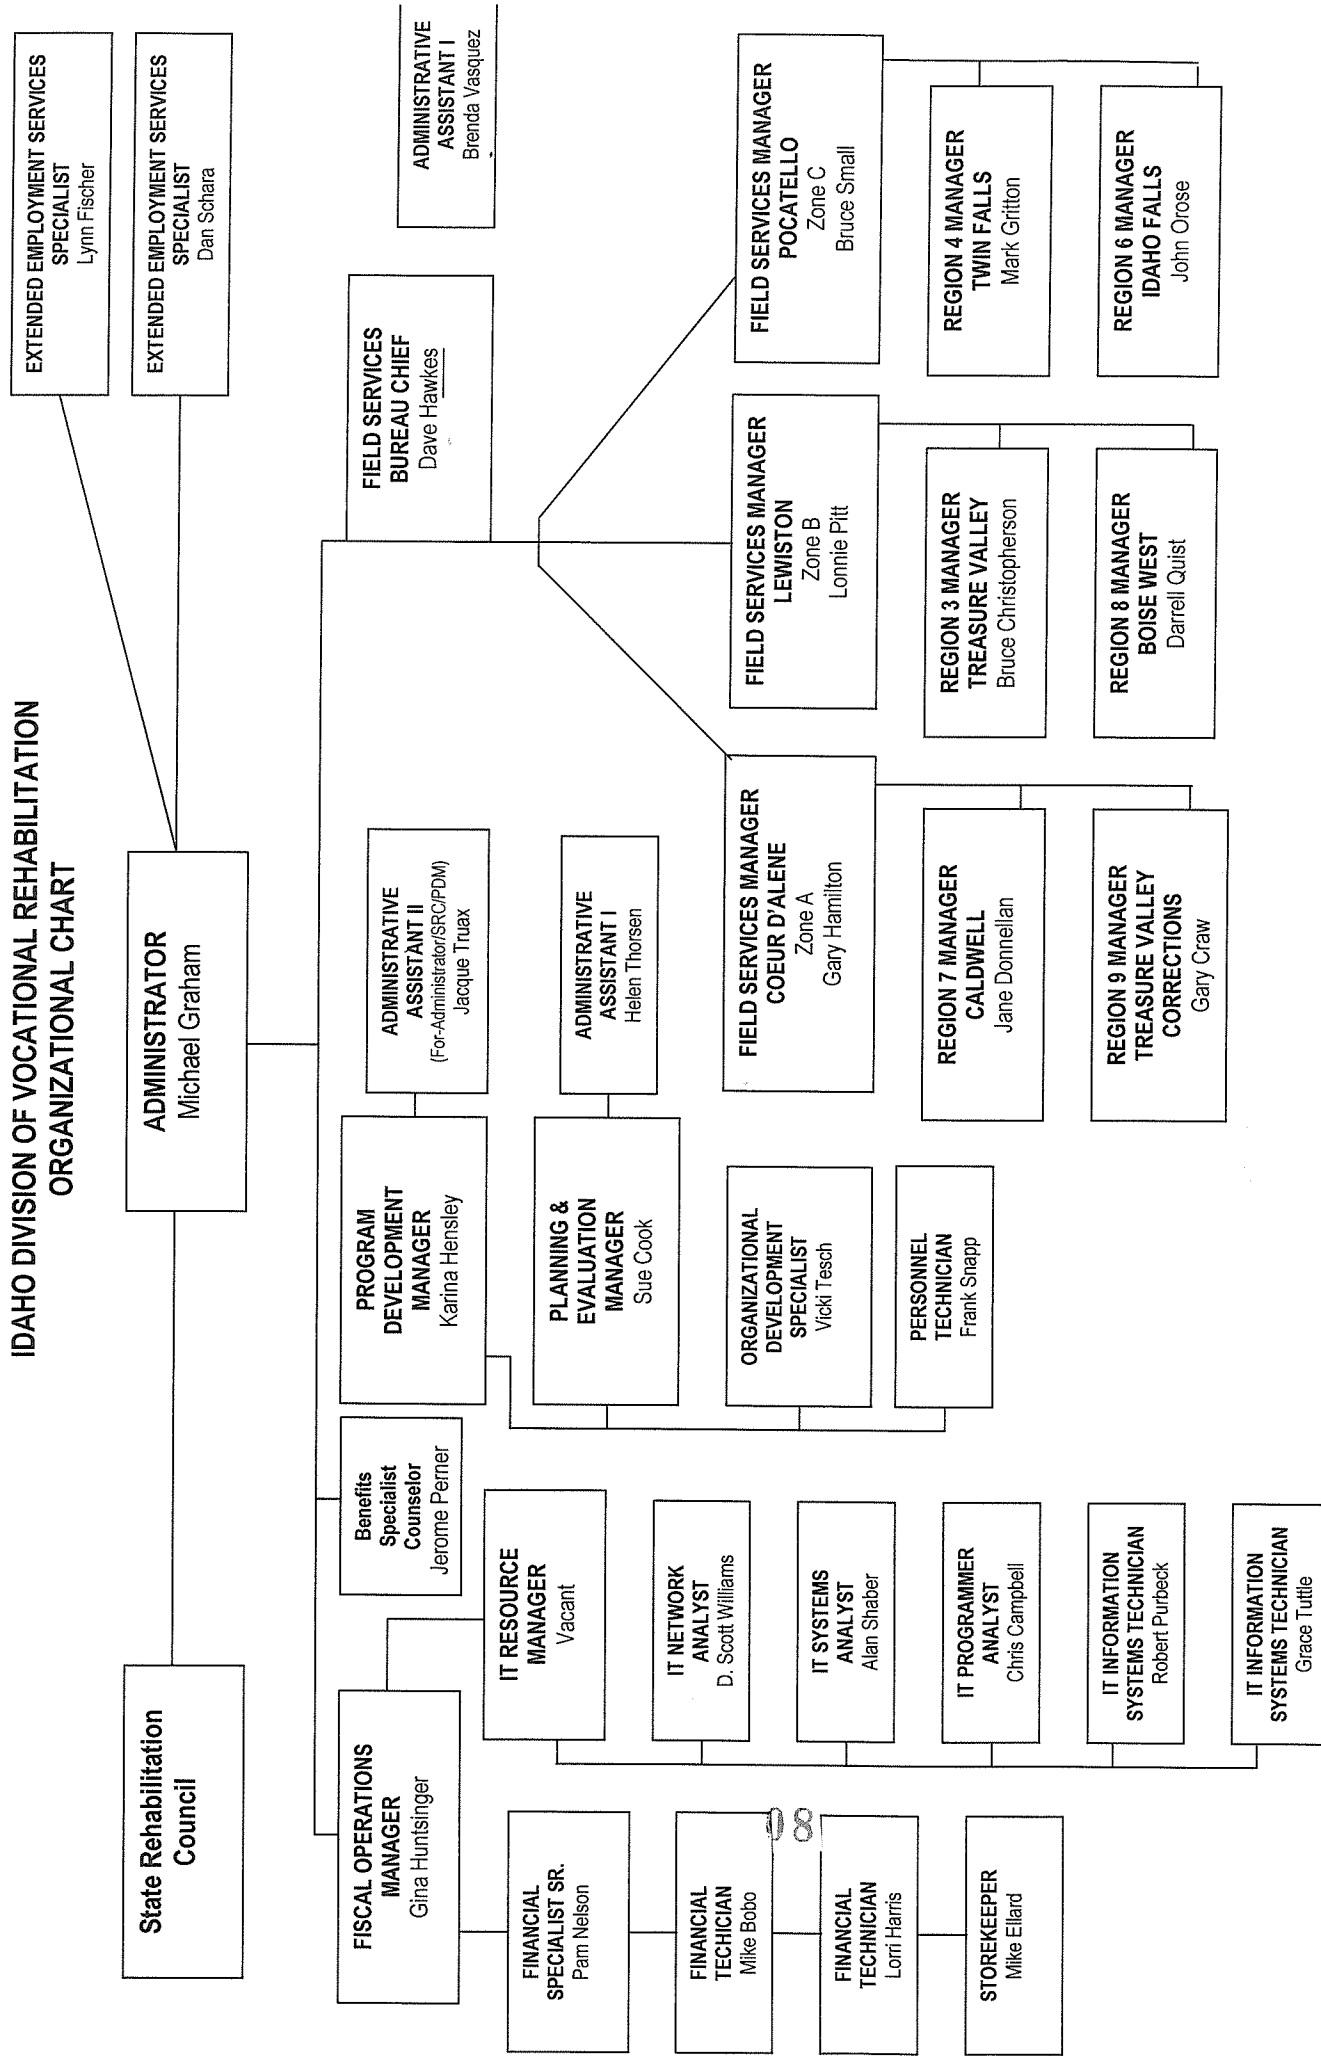 IDAHO DIVISION OF VOCATIONAL REHABILITATION
ORGANIZATIONAL CHART
EXTENDED EMPLOYMENT SERVICES
SPECIALIST
Lynn Fischer
EXTENDED EMPLOYMENT SERVICES
SPECIALIST
Dan Schara
State Rehabilitation
Council
ADMINISTRATOR
Michael Graham
FISCAL OPERATIONS
MANAGER
Gina Huntsinger
Benefits
Specialist
Counselor
Jerome Perner
PROGRAM
DEVELOPMENT
MANAGER
Karina Hensley
ADMINISTRATIVE
ASSISTANT II
(For-Administrator/SRC/PDM)
Jacque Truax
FIELD SERVICES
BUREAU CHIEF
Dave Hawkes
ADMINISTRATIVE
ASSISTANT I
Brenda Vasquez
FINANCIAL
SPECIALIST SR.
Pam Nelson
FINANCIAL
TECHICIAN
Mike Bobo
FINANCIAL
TECHNICIAN
Lorri Harris
STOREKEEPER
Mike Ellard
IT RESOURCE
MANAGER
Vacant
IT NETWORK
ANALYST
D. Scott Williams
IT SYSTEMS
ANALYST
Alan Shaber
IT PROGRAMMER
ANALYST
Chris Campbell
IT INFORMATION
SYSTEMS TECHNICIAN
Robert Purbeck
IT INFORMATION
SYSTEMS TECHNICIAN
Grace Tuttle
PLANNING &
EVALUATION
MANAGER
Sue Cook
ADMINISTRATIVE
ASSISTANT I
Helen Thorsen
ORGANIZATIONAL
DEVELOPMENT
SPECIALIST
Vicki Tesch
PERSONNEL
TECHNICIAN
Frank Snapp
FIELD SERVICES MANAGER
COEUR D'ALENE
Zone A
Gary Hamilton
REGION 7 MANAGER
CALDWELL
Jane Donnellan
REGION 9 MANAGER
TREASURE VALLEY
CORRECTIONS
Gary Craw
FIELD SERVICES MANAGER
LEWISTON
Zone B
Lonnie Pitt
REGION 3 MANAGER
TREASURE VALLEY
Bruce Christopherson
REGION 8 MANAGER
BOISE WEST
Darrell Quist
FIELD SERVICES MANAGER
POCATELLO
Zone C
Bruce Small
REGION 4 MANAGER
TWIN FALLS
Mark Gritton
REGION 6 MANAGER
IDAHO FALLS
John Orose
08